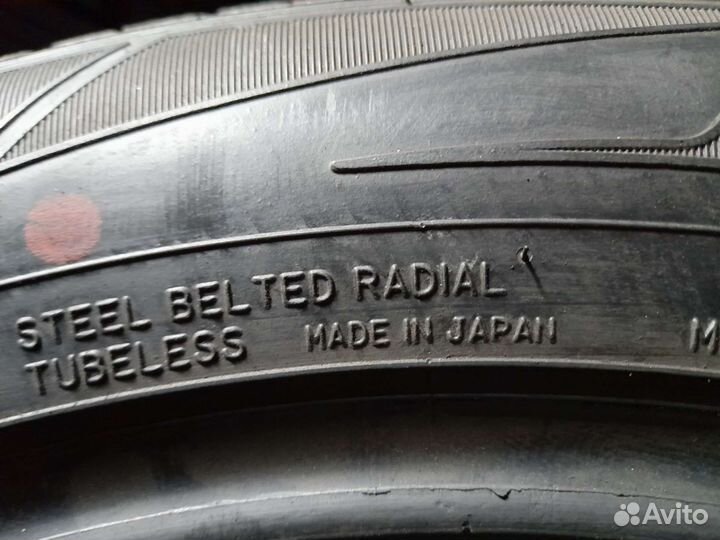 STEEL BELTED RADIAL
TUBELESS MADE IN JAPAN M
Avito